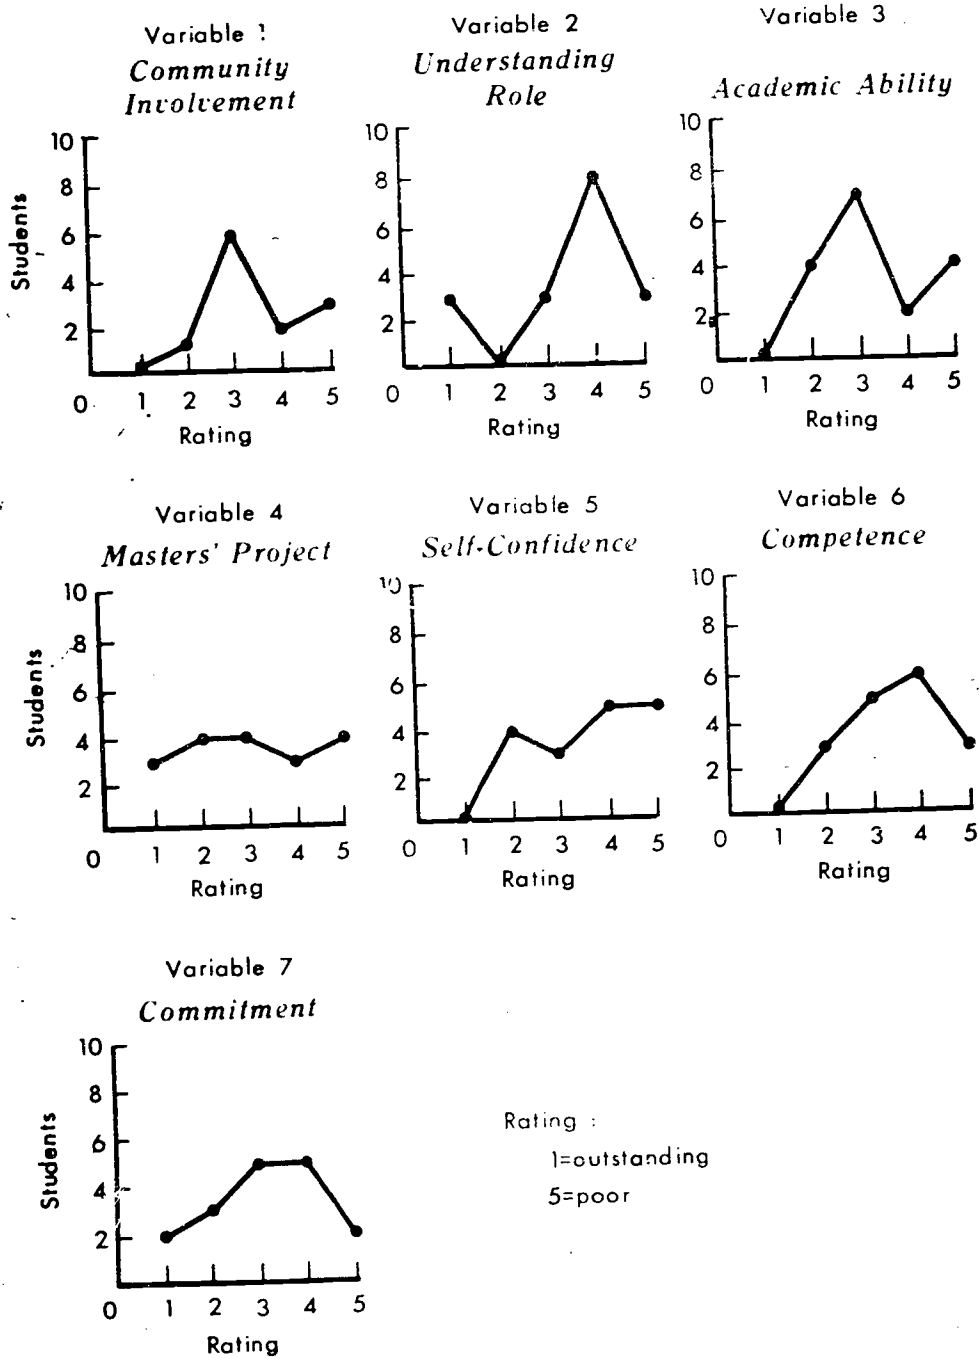 Variable 1
Community
Involvement
10
8
6
4
2
Students
0 1 2 3 4 5
Rating
Variable 2
Understanding
Role
10
8
6
4
2
0 1 2 3 4 5
Rating
Variable 3
Academic Ability
10
8
6
4
2
0 1 2 3 4 5
Rating
Variable 4
Masters' Project
10
8
6
4
2
Students
0 1 2 3 4 5
Rating
Variable 5
Self-Confidence
10
8
6
4
2
0 1 2 3 4 5
Rating
Variable 6
Competence
10
8
6
4
2
0 1 2 3 4 5
Rating
Variable 7
Commitment
10
8
6
4
2
Students
0 1 2 3 4 5
Rating
Rating :
1=outstanding
5=poor